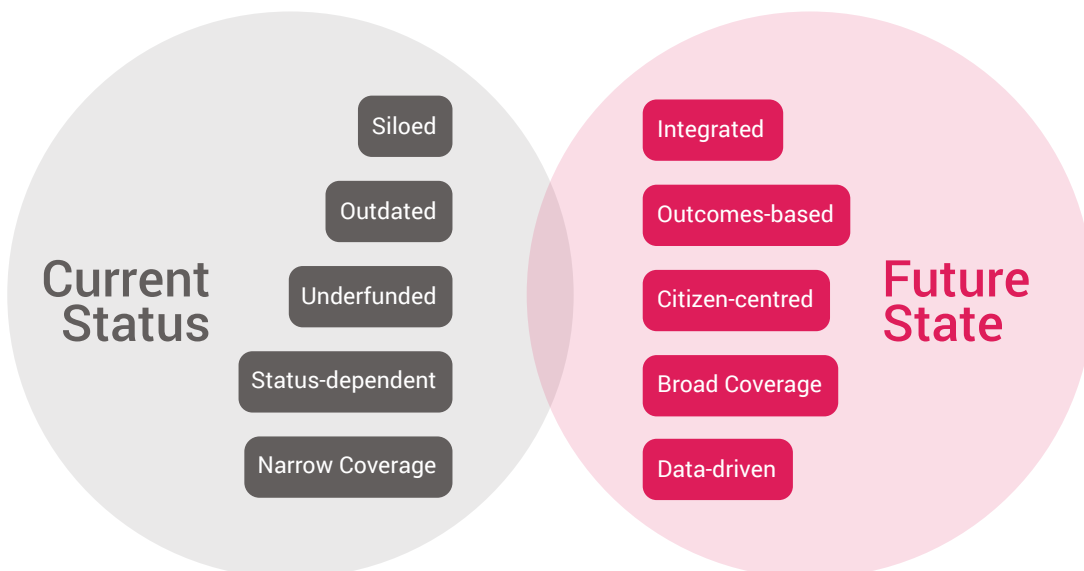 Current
Status
Siloed
Outdated
Underfunded
Status-dependent
Narrow Coverage
Integrated
Outcomes-based
Citizen-centred
Broad Coverage
Data-driven
Future
State